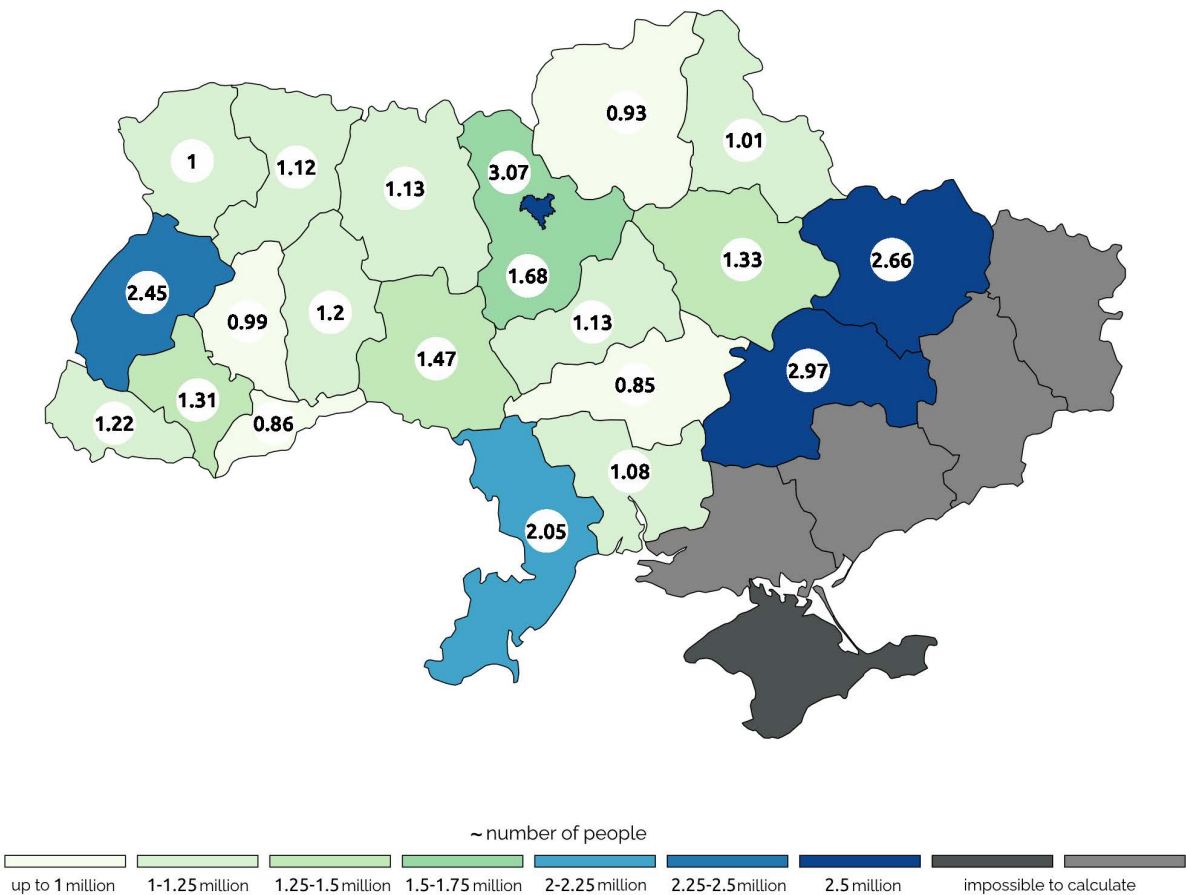 0.93
1.01
1
1.12
1.13
3.07
2.45
0.99
1.2
1.68
1.33
2.66
1.13
1.47
2.97
0.85
1.31
1.22
0.86
1.08
2.05
~ number of people
up to 1 million
1-1.25 million
1.25-1.5 million
1.5-1.75 million
2-2.25 million
2.25-2.5 million
2.5 million
impossible to calculate